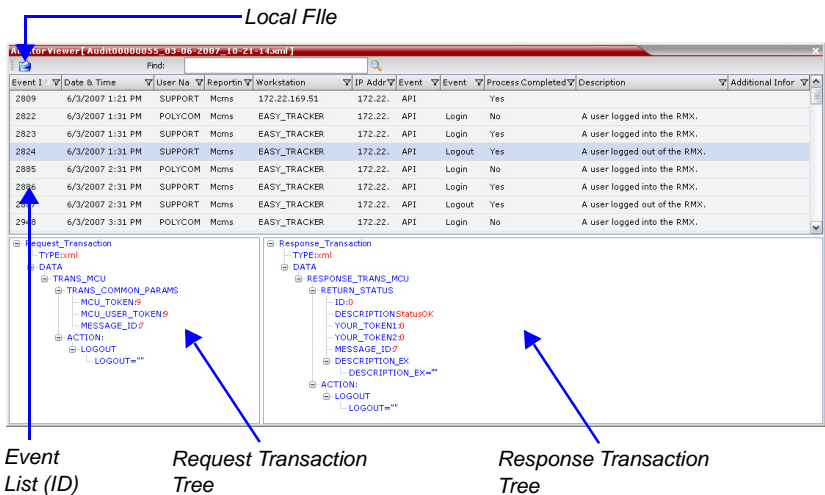 Local FIle
Auditor Viewer [ Audit0000005S_03-06-2007_10-21-14.xml ]
Find:
Event I Date & Time User Na Reportin Workstation IP Addr Event Event Process Completed Description Additional Infor
2809 6/3/2007 1:21 PM SUPPORT Mcms 172.22.169.51 172.22. API Yes
2822 6/3/2007 1:31 PM POLYCOM Mcms EASY_TRACKER 172.22. API Login No A user logged into the RMX.
2823 6/3/2007 1:31 PM SUPPORT Mcms EASY_TRACKER 172.22. API Login Yes A user logged into the RMX.
2824 6/3/2007 1:31 PM SUPPORT Mcms EASY_TRACKER 172.22. API Logout Yes A user logged out of the RMX.
2885 6/3/2007 2:31 PM POLYCOM Mcms EASY_TRACKER 172.22. API Login No A user logged into the RMX.
2886 6/3/2007 2:31 PM SUPPORT Mcms EASY_TRACKER 172.22. API Login Yes A user logged into the RMX.
2887 6/3/2007 2:31 PM SUPPORT Mcms EASY_TRACKER 172.22. API Logout Yes A user logged out of the RMX.
2948 6/3/2007 3:31 PM POLYCOM Mcms EASY_TRACKER 172.22. API Login No A user logged into the RMX.
Request_Transaction
TYPE:xml
DATA
TRANS_MCU
TRANS_COMMON_PARAMS
MCU_TOKEN:9
MCU_USER_TOKEN:9
MESSAGE_ID:7
ACTION:
LOGOUT
LOGOUT=""
Response_Transaction
TYPE:xml
DATA
RESPONSE_TRANS_MCU
RETURN_STATUS
ID:0
DESCRIPTION:StatusOK
YOUR_TOKEN1:0
YOUR_TOKEN2:0
MESSAGE_ID:7
DESCRIPTION_EX
DESCRIPTION_EX=""
ACTION:
LOGOUT
LOGOUT=""
Event
List (ID)
Request Transaction
Tree
Response Transaction
Tree